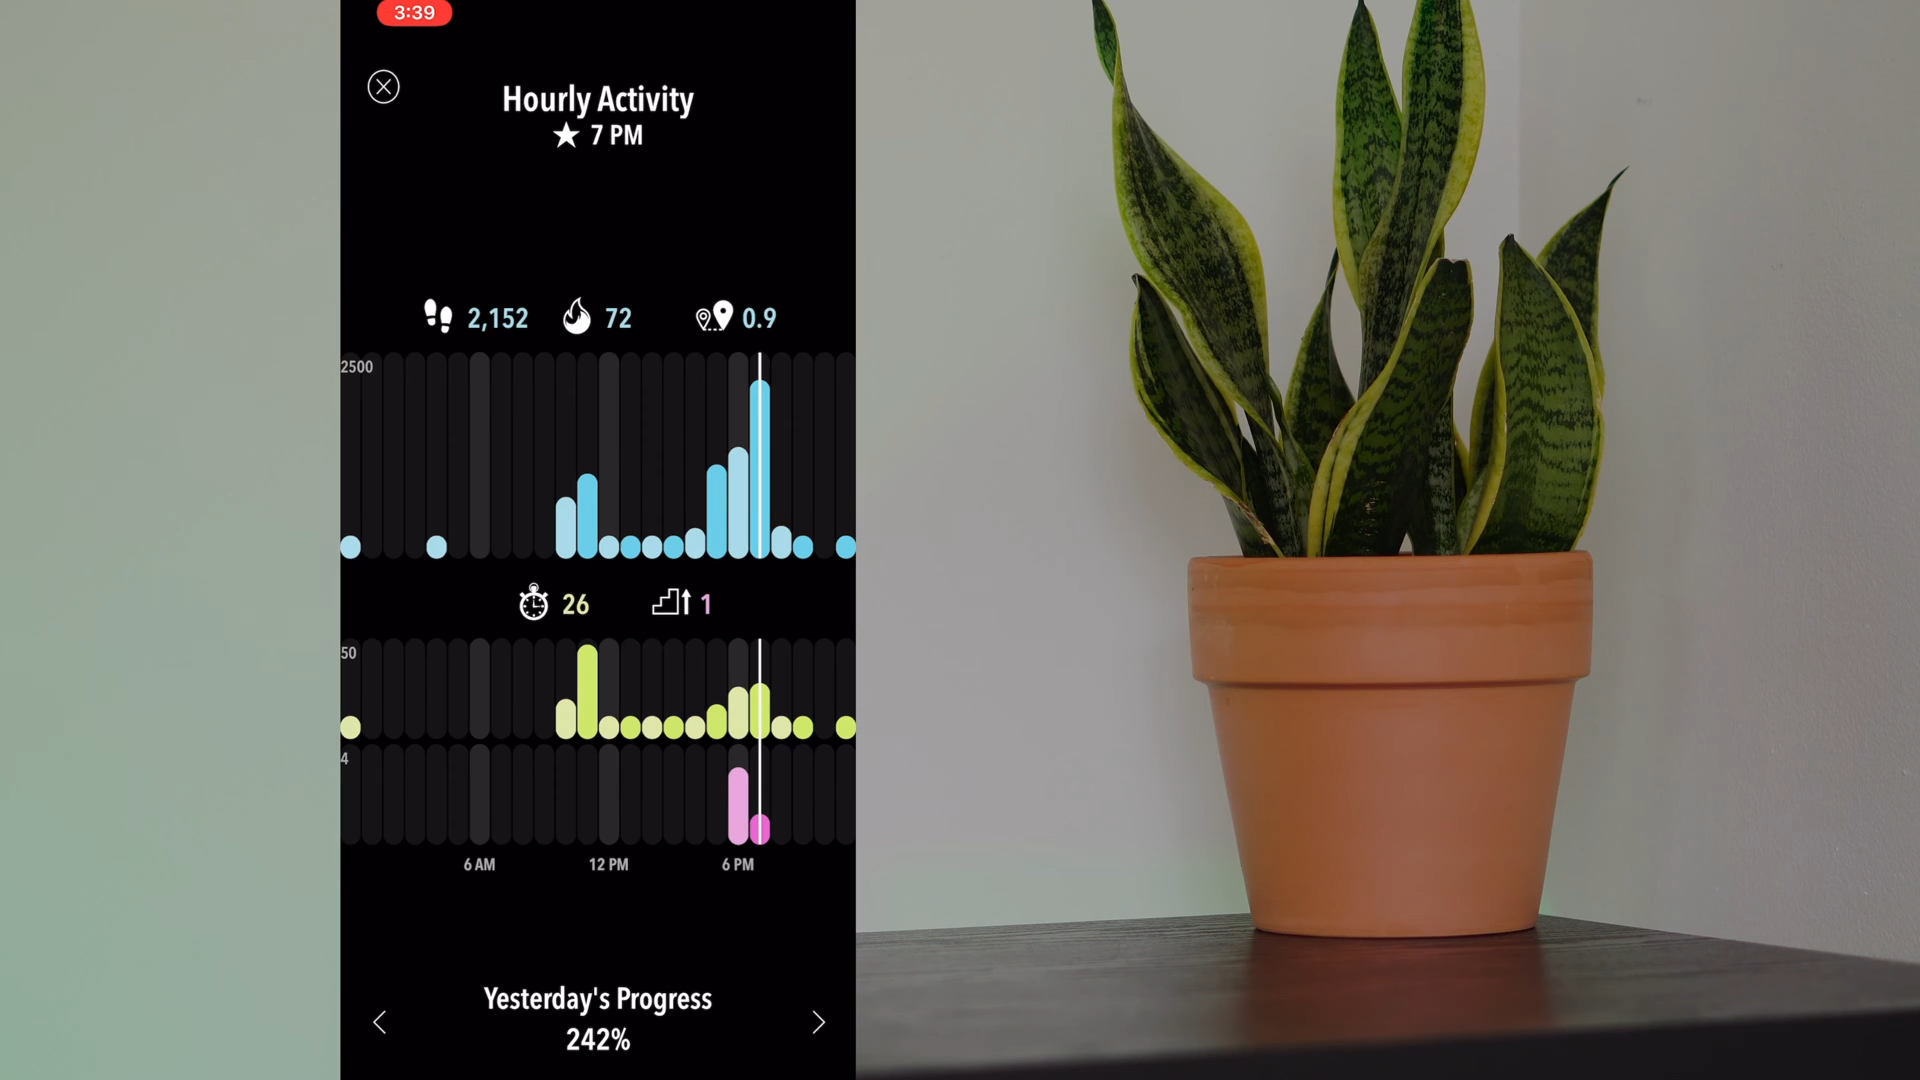 3:39
Hourly Activity
★ 7 PM
2,152 72 0.9
2500
26 1
50
4
6 AM 12 PM 6 PM
Yesterday's Progress
242%